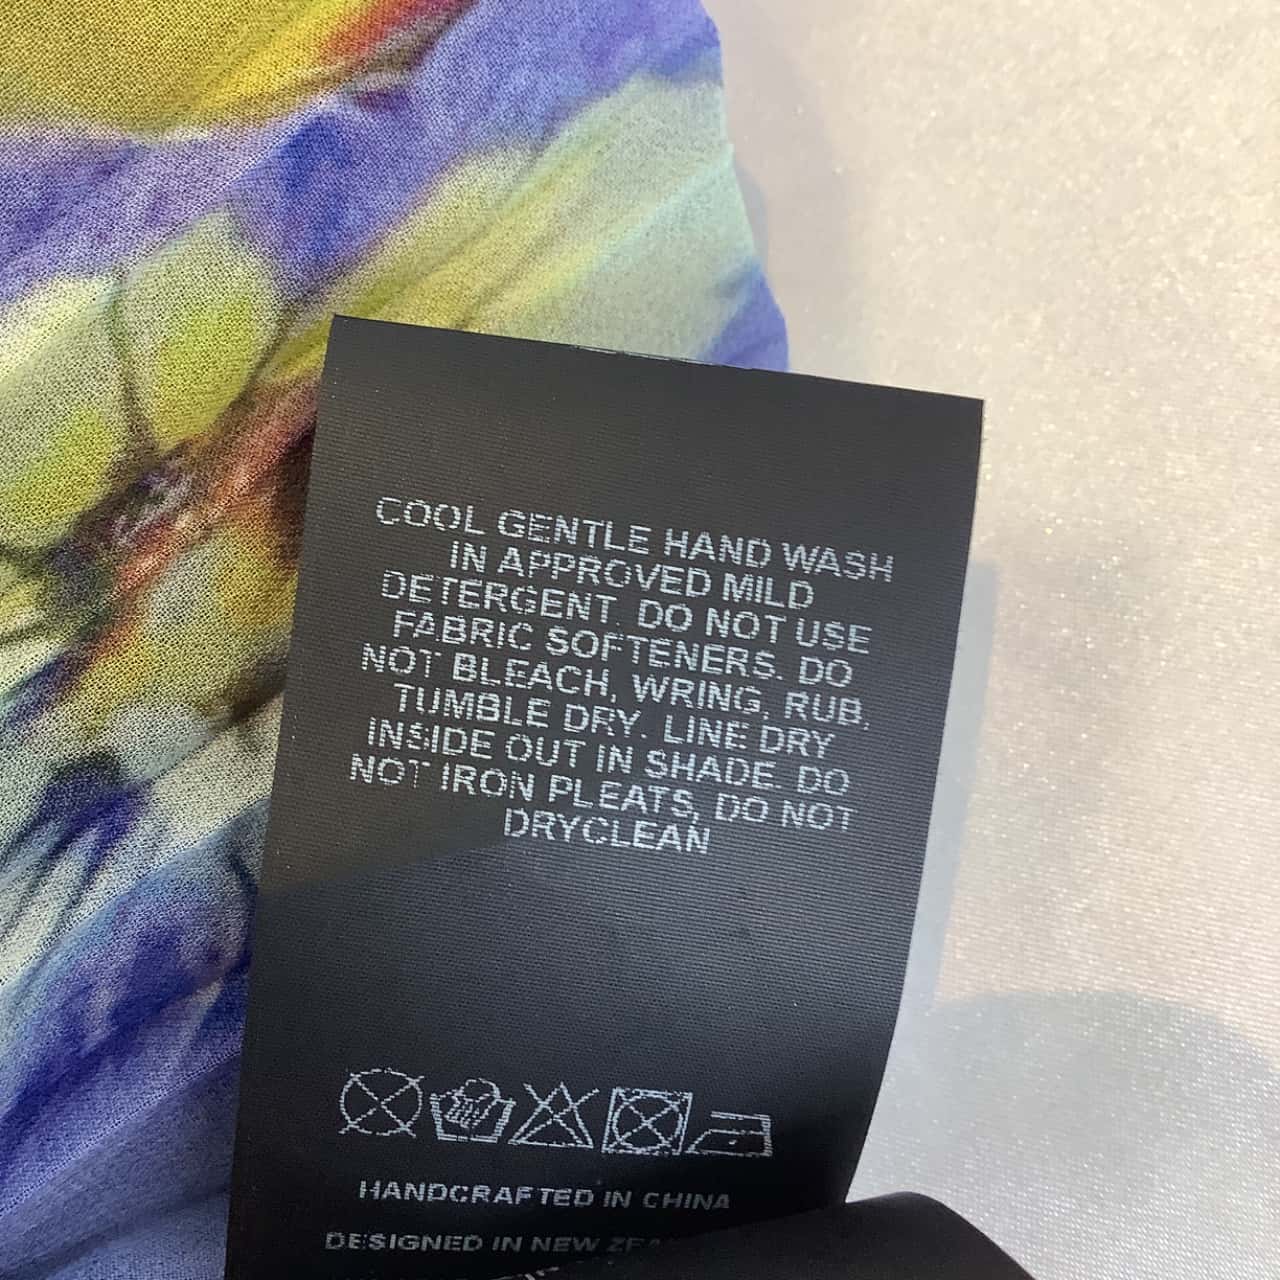 COOL GENTLE HAND WASH
IN APPROVED MILD
DETERGENT. DO NOT USE
FABRIC SOFTENERS. DO
NOT BLEACH, WRING, RUB,
TUMBLE DRY. LINE DRY
INSIDE OUT IN SHADE. DO
NOT IRON PLEATS, DO NOT
DRYCLEAN
HANDCRAFTED IN CHINA
DESIGNED IN NEW